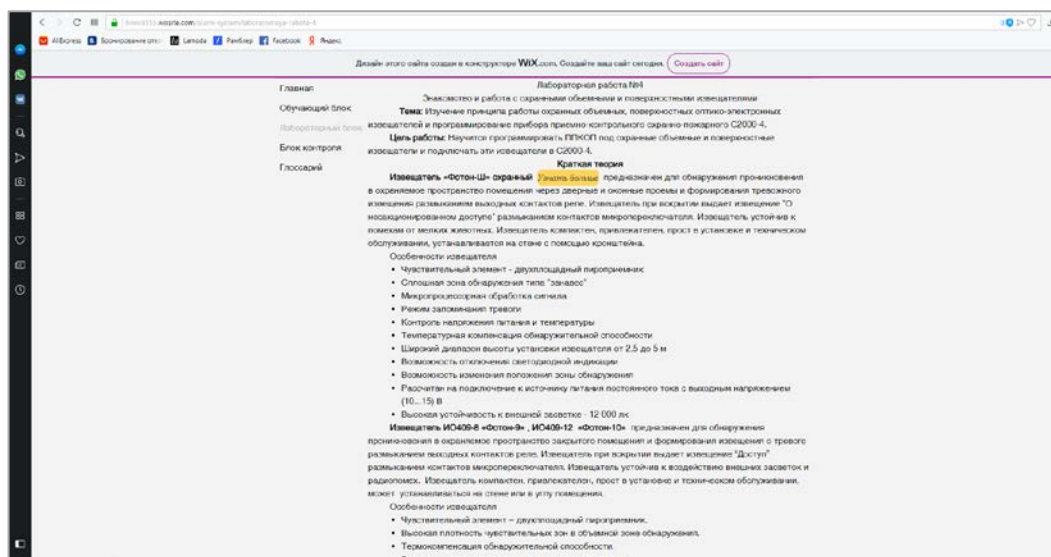 wixsite.com
AliExpress Бронирование оте Lamoda Рамблер Facebook Яндекс
Дизайн этого сайта создан в конструкторе WiX.com. Создайте ваш сайт сегодня. Создать сайт
Главная
Обучающий блок
Лабораторный блок
Блок контроля
Глоссарий
Лабораторная работа №4
Знакомство и работа с охранными объемными и поверхностными извещателями
Тема: Изучение принципа работы охранных объемных, поверхностных оптико-электронных
извещателей и программирование прибора приемно-контрольного охранно-пожарного С2000-4.
Цель работы: Научится программировать ППКОП под охранные объемные и поверхностные
извещатели и подключать эти извещатели в С2000-4.
Краткая теория
Извещатель «Фотон-Ш» охранный Узнать больше предназначен для обнаружения проникновения
в охраняемое пространство помещения через дверные и оконные проемы и формирования тревожного
извещения размыканием выходных контактов реле. Извещатель при вскрытии выдает извещение "О
несанкционированном доступе" размыканием контактов микропереключателя. Извещатель устойчив к
помехам от мелких животных. Извещатель компактен, привлекателен, прост в установке и техническом
обслуживании, устанавливается на стене с помощью кронштейна.
Особенности извещателя
• Чувствительный элемент - двухплощадный пироприемник
• Сплошная зона обнаружения типа "занавес"
• Микропроцессорная обработка сигнала
• Режим запоминания тревоги
• Контроль напряжения питания и температуры
• Температурная компенсация обнаружительной способности
• Широкий диапазон высоты установки извещателя от 2,5 до 5 м
• Возможность отключения светодиодной индикации
• Возможность изменения положения зоны обнаружения
• Рассчитан на подключение к источнику питания постоянного тока с выходным напряжением
(10...15) В
• Высокая устойчивость к внешней засветке - 12 000 лк
Извещатель ИО409-8 «Фотон-9» , ИО409-12 «Фотон-10» предназначен для обнаружения
проникновения в охраняемое пространство закрытого помещения и формирования извещения о тревоге
размыканием выходных контактов реле. Извещатель при вскрытии выдает извещение "Доступ"
размыканием контактов микропереключателя. Извещатель устойчив к воздействию внешних засветок и
радиопомех. Извещатель компактен, привлекателен, прост в установке и техническом обслуживании,
может устанавливаться на стене или в углу помещения.
Особенности извещателя
• Чувствительный элемент – двухплощадный пироприемник.
• Высокая плотность чувствительных зон в объемной зоне обнаружения.
• Термокомпенсация обнаружительной способности.